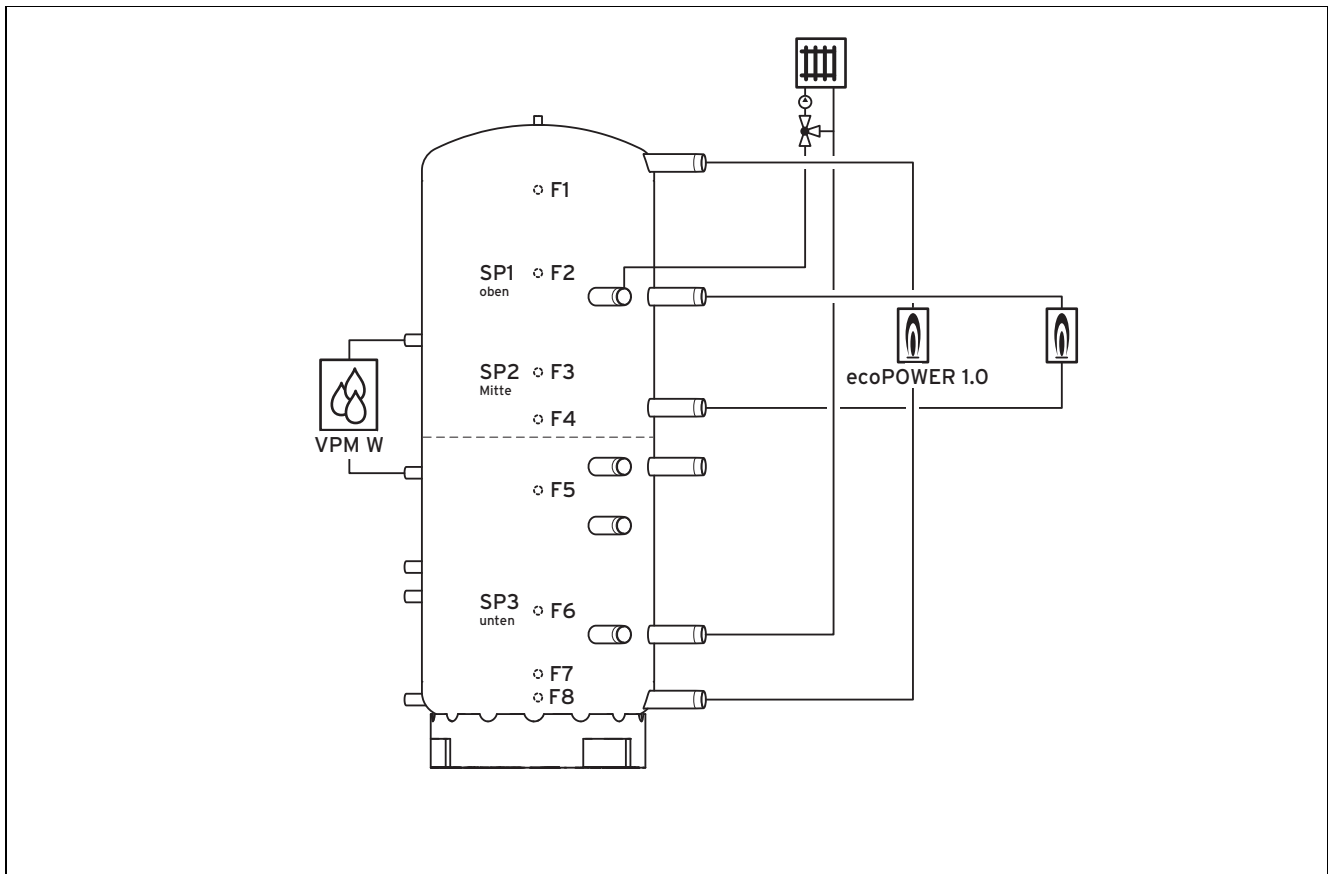 F1
SP1 F2
oben
SP2 F3
Mitte
ecoPOWER 1.0
F4
VPM W
F5
SP3 F6
unten
F7
F8